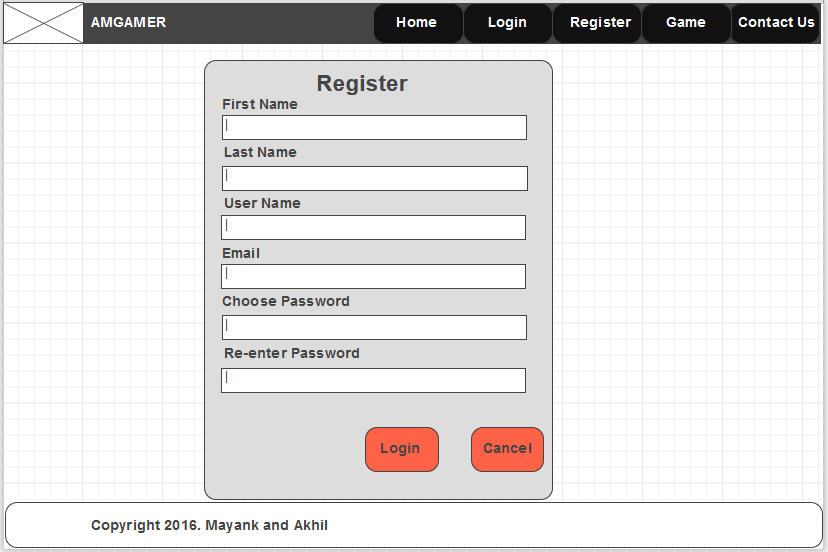 AMGAMER Home Login Register Game Contact Us
Register
First Name
Last Name
User Name
Email
Choose Password
Re-enter Password
Login Cancel
Copyright 2016. Mayank and Akhil